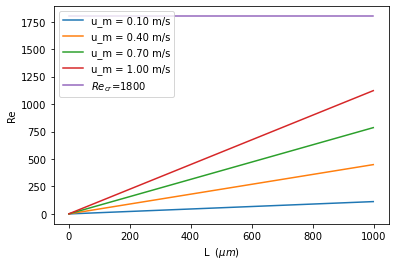 1750
1500
1250
1000
750
500
250
0
Re
u_m = 0.10 m/s
u_m = 0.40 m/s
u_m = 0.70 m/s
u_m = 1.00 m/s
Re_cr=1800
0 200 400 600 800 1000
L (μm)